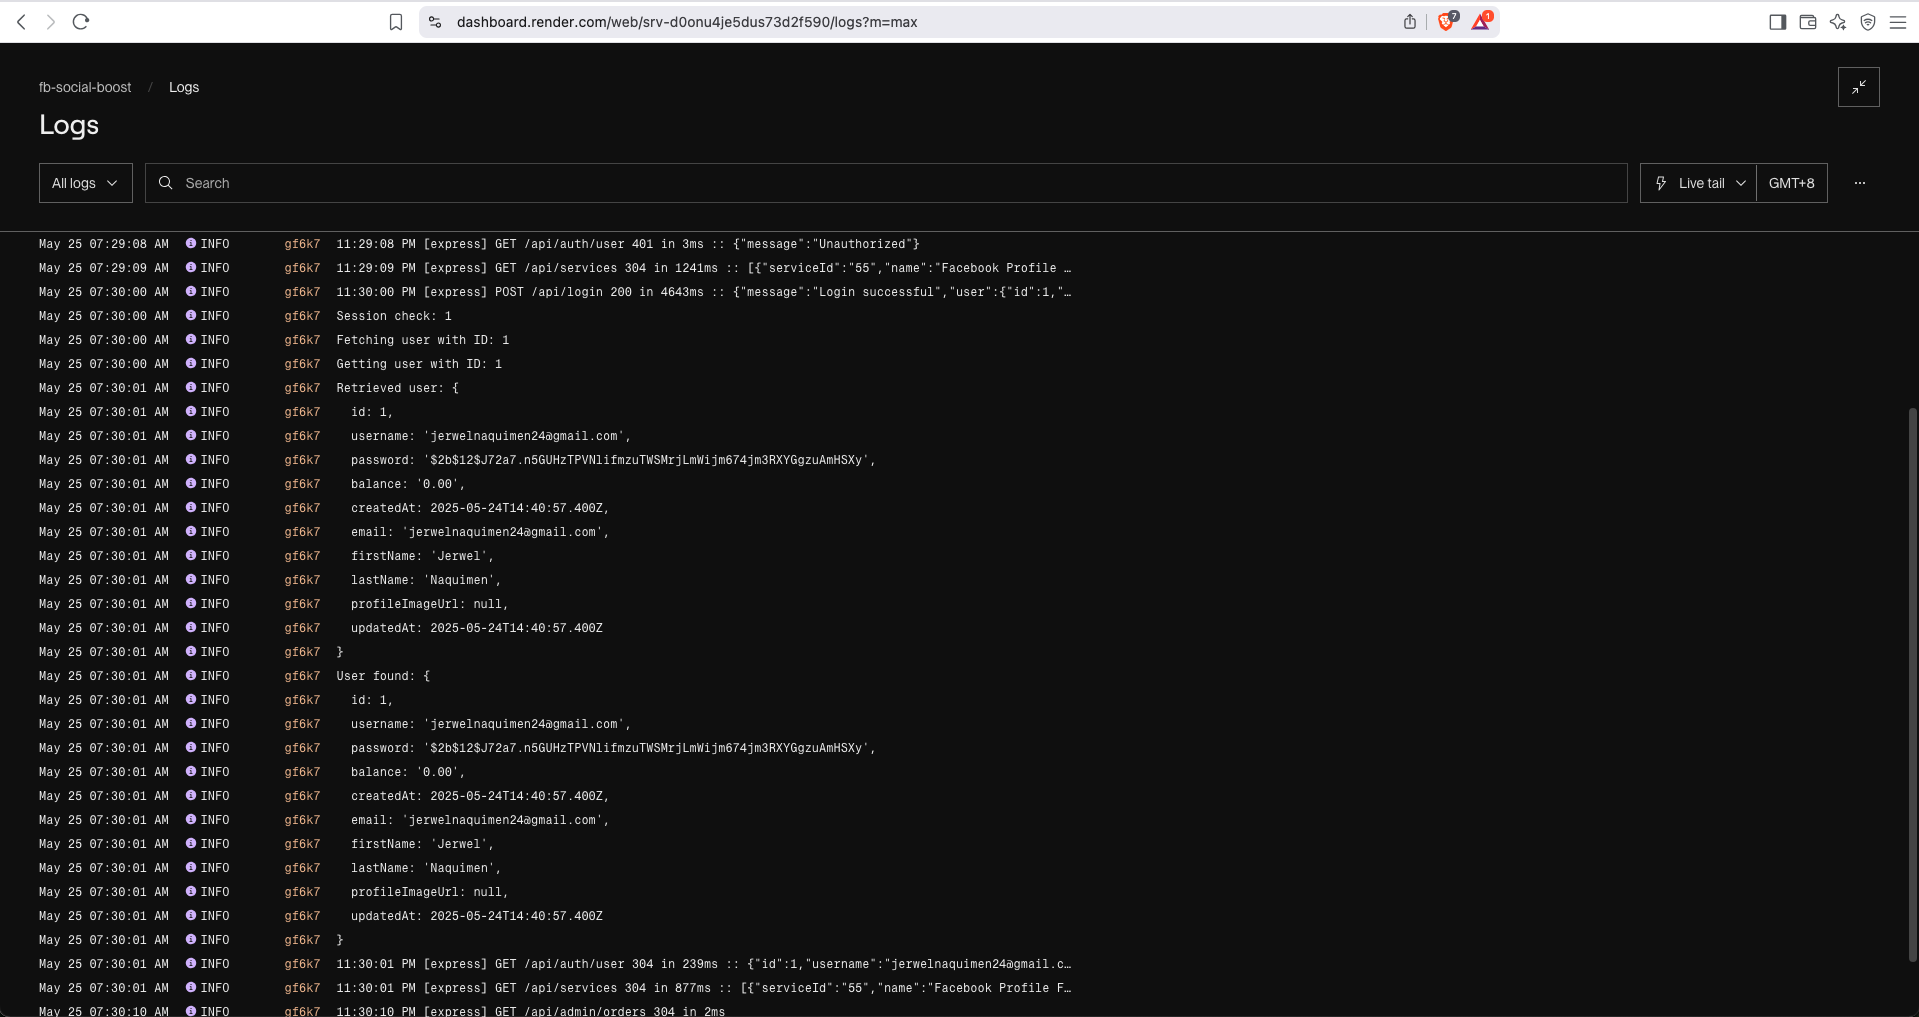 dashboard.render.com/web/srv-d0onu4je5dus73d2f590/logs?m=max
7
1
fb-social-boost / Logs
Logs
All logs
Search
Live tail
GMT+8
May 25 07:29:08 AM INFO gf6k7 11:29:08 PM [express] GET /api/auth/user 401 in 3ms :: {"message":"Unauthorized"}
May 25 07:29:09 AM INFO gf6k7 11:29:09 PM [express] GET /api/services 304 in 1241ms :: [{"serviceId":"55","name":"Facebook Profile …
May 25 07:30:00 AM INFO gf6k7 11:30:00 PM [express] POST /api/login 200 in 4643ms :: {"message":"Login successful","user":{"id":1,"…
May 25 07:30:00 AM INFO gf6k7 Session check: 1
May 25 07:30:00 AM INFO gf6k7 Fetching user with ID: 1
May 25 07:30:00 AM INFO gf6k7 Getting user with ID: 1
May 25 07:30:01 AM INFO gf6k7 Retrieved user: {
May 25 07:30:01 AM INFO gf6k7 id: 1,
May 25 07:30:01 AM INFO gf6k7 username: 'jerwelnaquimen24@gmail.com',
May 25 07:30:01 AM INFO gf6k7 password: '$2b$12$J72a7.n5GUHzTPVNlifmzuTWSMrjLmWijm674jm3RXYGgzuAmHSXy',
May 25 07:30:01 AM INFO gf6k7 balance: '0.00',
May 25 07:30:01 AM INFO gf6k7 createdAt: 2025-05-24T14:40:57.400Z,
May 25 07:30:01 AM INFO gf6k7 email: 'jerwelnaquimen24@gmail.com',
May 25 07:30:01 AM INFO gf6k7 firstName: 'Jerwel',
May 25 07:30:01 AM INFO gf6k7 lastName: 'Naquimen',
May 25 07:30:01 AM INFO gf6k7 profileImageUrl: null,
May 25 07:30:01 AM INFO gf6k7 updatedAt: 2025-05-24T14:40:57.400Z
May 25 07:30:01 AM INFO gf6k7 }
May 25 07:30:01 AM INFO gf6k7 User found: {
May 25 07:30:01 AM INFO gf6k7 id: 1,
May 25 07:30:01 AM INFO gf6k7 username: 'jerwelnaquimen24@gmail.com',
May 25 07:30:01 AM INFO gf6k7 password: '$2b$12$J72a7.n5GUHzTPVNlifmzuTWSMrjLmWijm674jm3RXYGgzuAmHSXy',
May 25 07:30:01 AM INFO gf6k7 balance: '0.00',
May 25 07:30:01 AM INFO gf6k7 createdAt: 2025-05-24T14:40:57.400Z,
May 25 07:30:01 AM INFO gf6k7 email: 'jerwelnaquimen24@gmail.com',
May 25 07:30:01 AM INFO gf6k7 firstName: 'Jerwel',
May 25 07:30:01 AM INFO gf6k7 lastName: 'Naquimen',
May 25 07:30:01 AM INFO gf6k7 profileImageUrl: null,
May 25 07:30:01 AM INFO gf6k7 updatedAt: 2025-05-24T14:40:57.400Z
May 25 07:30:01 AM INFO gf6k7 }
May 25 07:30:01 AM INFO gf6k7 11:30:01 PM [express] GET /api/auth/user 304 in 239ms :: {"id":1,"username":"jerwelnaquimen24@gmail.c…
May 25 07:30:01 AM INFO gf6k7 11:30:01 PM [express] GET /api/services 304 in 877ms :: [{"serviceId":"55","name":"Facebook Profile F…
May 25 07:30:10 AM INFO gf6k7 11:30:10 PM [express] GET /api/admin/orders 304 in 2ms